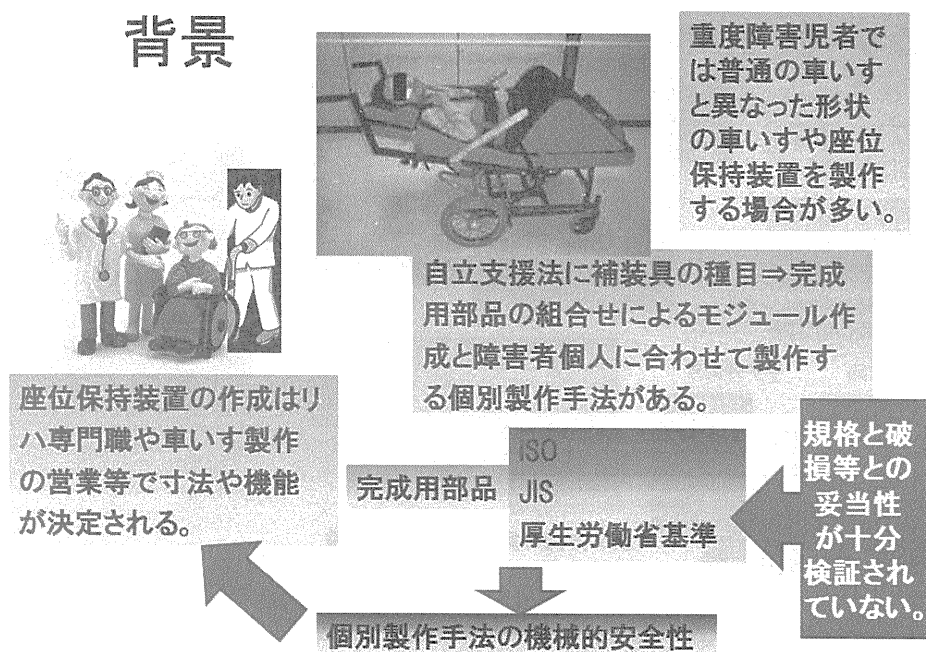 背景
重度障害児者で
は普通の車いす
と異なった形状
の車いすや座位
保持装置を製作
する場合が多い。
自立支援法に補装具の種目⇒完成
用部品の組合せによるモジュール作
成と障害者個人に合わせて製作す
る個別製作手法がある。
座位保持装置の作成はリ
ハ専門職や車いす製作
の営業等で寸法や機能
が決定される。
完成用部品
ISO
JIS
厚生労働省基準
規格と破
損等との
妥当性
が十分
検証され
ていない。
個別製作手法の機械的安全性